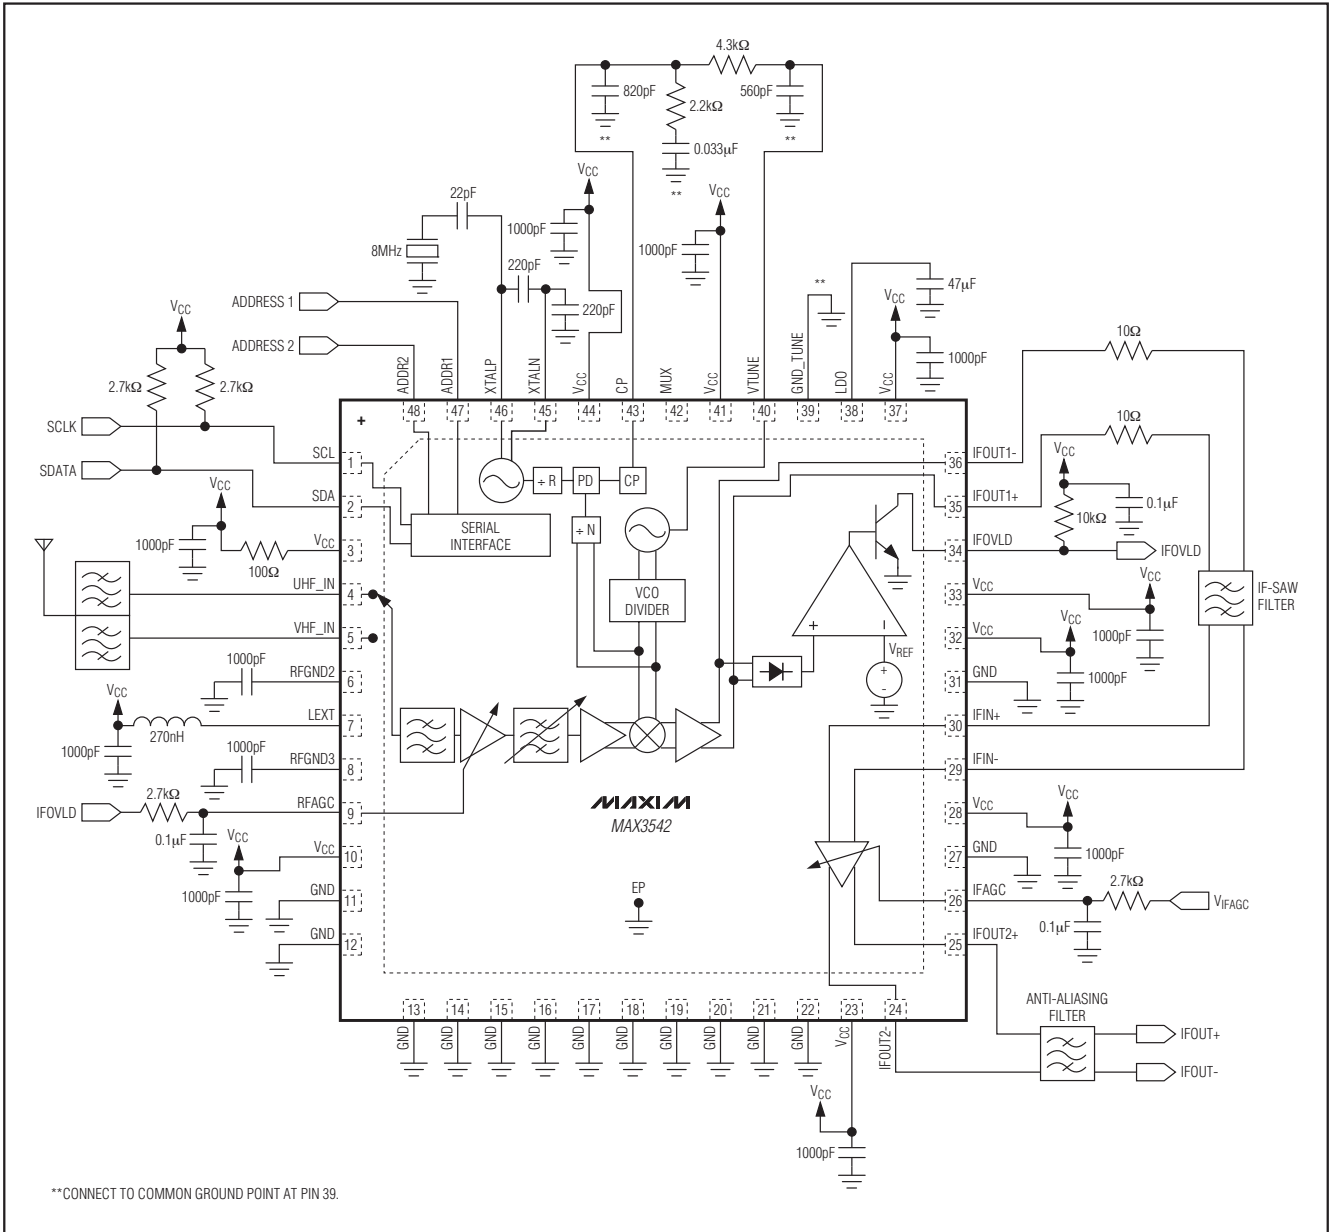 4.3kΩ
820pF
2.2kΩ
560pF
**
**
0.033µF
**
VCC
VCC
22pF
1000pF
8MHz
1000pF
220pF
220pF
**
47µF
VCC
ADDRESS 1
VCC
10Ω
ADDRESS 2
1000pF
2.7kΩ
2.7kΩ
ADDR2
ADDR1
XTALP
XTALN
VCC
CP
MUX
VCC
VTUNE
GND_TUNE
LDO
VCC
+
48
47
46
45
44
43
42
41
40
39
38
37
10Ω
SCLK
SCL
1
36
IFOUT1-
VCC
SDATA
÷ R
PD
CP
VCC
SDA
2
35
IFOUT1+
0.1µF
10kΩ
SERIAL
INTERFACE
÷ N
1000pF
VCC
3
34
IFOVLD
IFOVLD
100Ω
UHF_IN
4
VCO
DIVIDER
33
VCC
VCC
IF-SAW
FILTER
+
−
VHF_IN
5
VREF
32
VCC
VCC
1000pF
1000pF
RFGND2
6
+
-
31
GND
1000pF
VCC
LEXT
7
30
IFIN+
270nH
1000pF
1000pF
RFGND3
8
29
IFIN-
MAXIM
MAX3542
2.7kΩ
IFOVLD
RFAGC
9
28
VCC
VCC
0.1µF
VCC
VCC
10
27
GND
1000pF
1000pF
GND
11
EP
26
IFAGC
2.7kΩ
VIFAGC
0.1µF
GND
12
25
IFOUT2+
13
14
15
16
17
18
19
20
21
22
23
24
ANTI-ALIASING
FILTER
GND
GND
GND
GND
GND
GND
GND
GND
GND
GND
VCC
IFOUT2-
IFOUT+
IFOUT-
VCC
1000pF
**CONNECT TO COMMON GROUND POINT AT PIN 39.